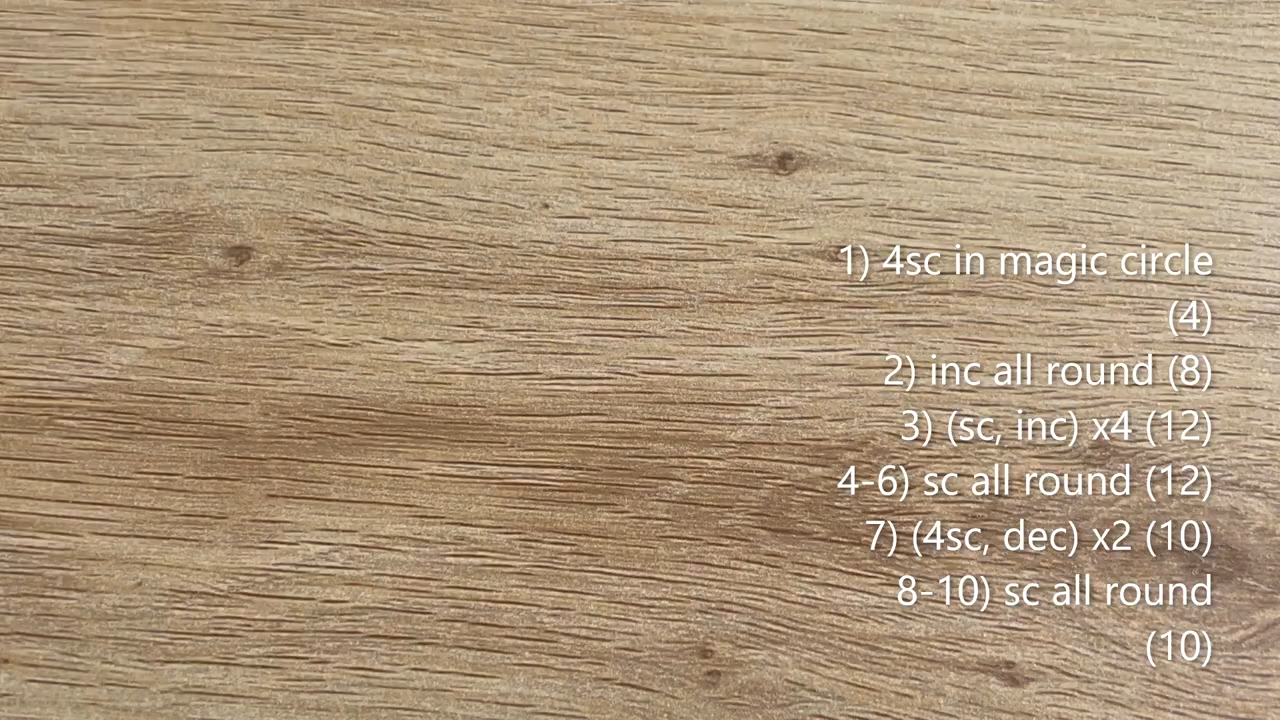 1) 4sc in magic circle
(4)
2) inc all round (8)
3) (sc, inc) x4 (12)
4-6) sc all round (12)
7) (4sc, dec) x2 (10)
8-10) sc all round
(10)